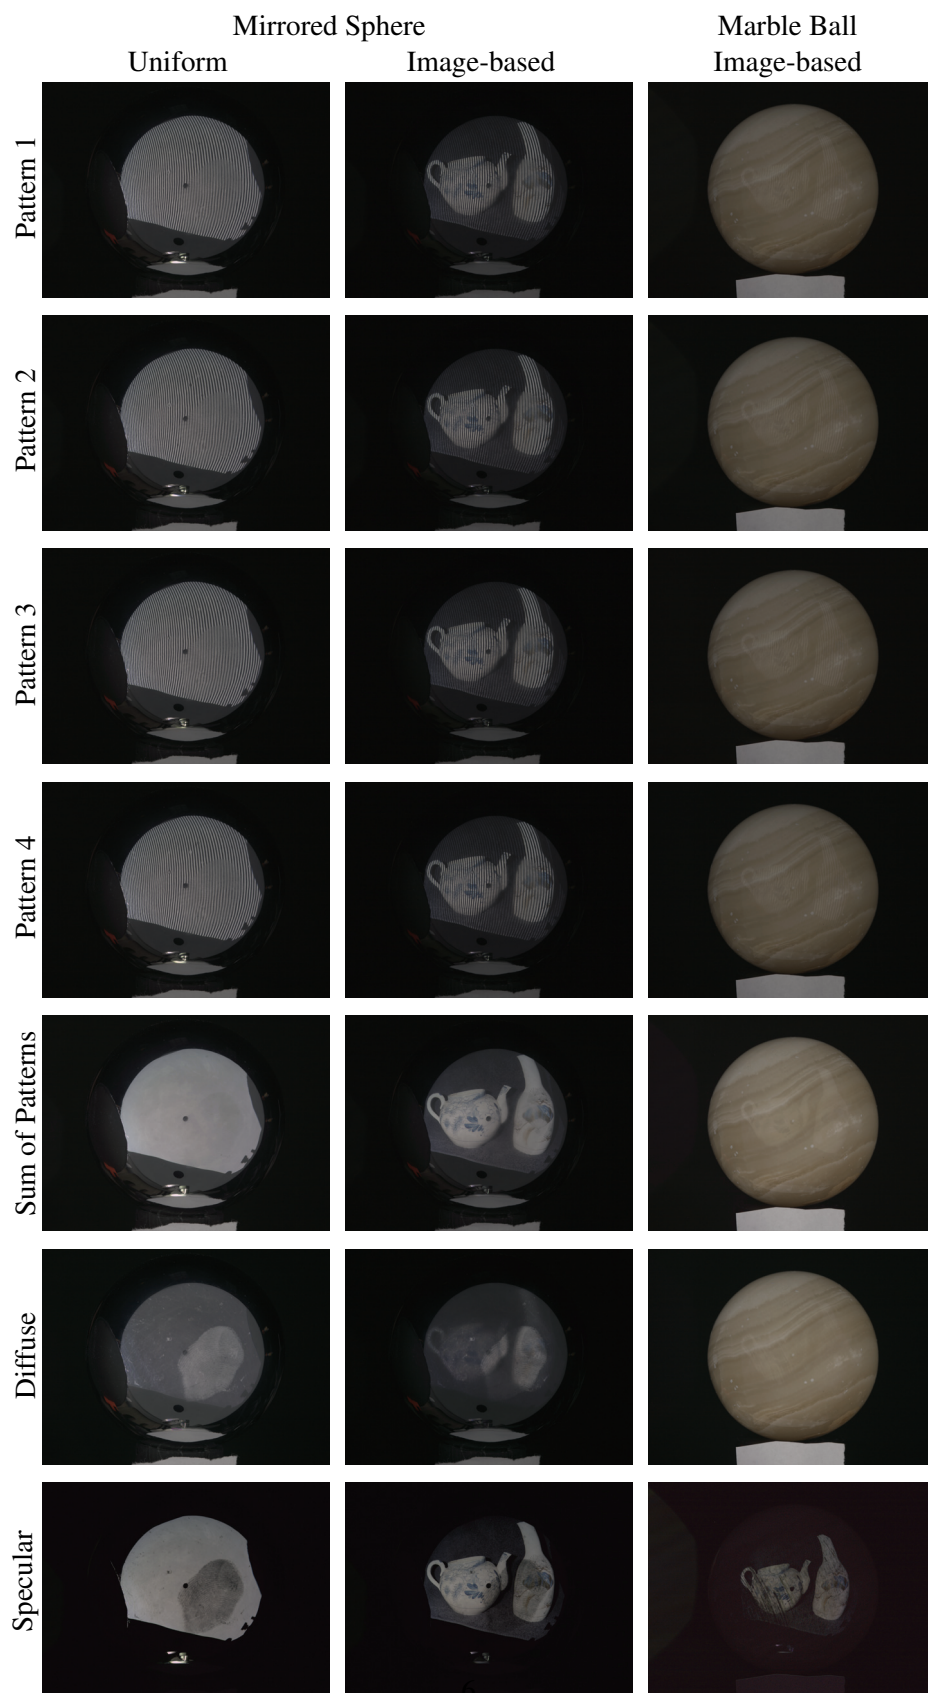 Mirrored Sphere
Marble Ball
Uniform
Image-based
Image-based
Pattern 1
Pattern 2
Pattern 3
Pattern 4
Sum of Patterns
Diffuse
Specular
6